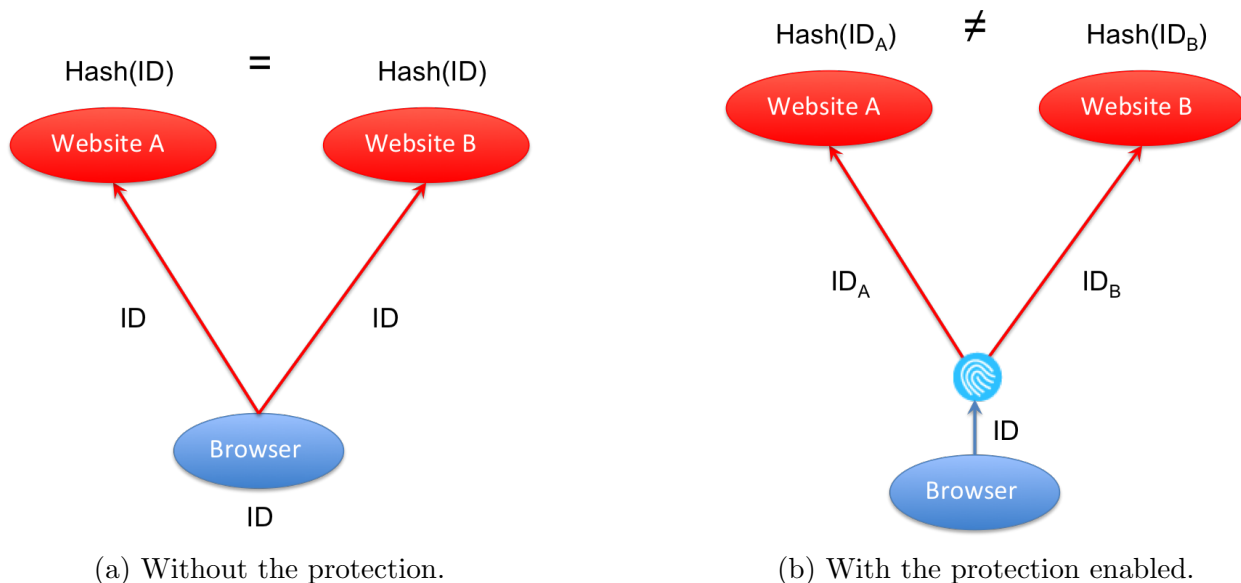 Hash(ID) = Hash(ID)
Website A
Website B
ID
ID
Browser
ID
(a) Without the protection.
Hash(ID_A) ≠ Hash(ID_B)
Website A
Website B
ID_A
ID_B
ID
Browser
(b) With the protection enabled.